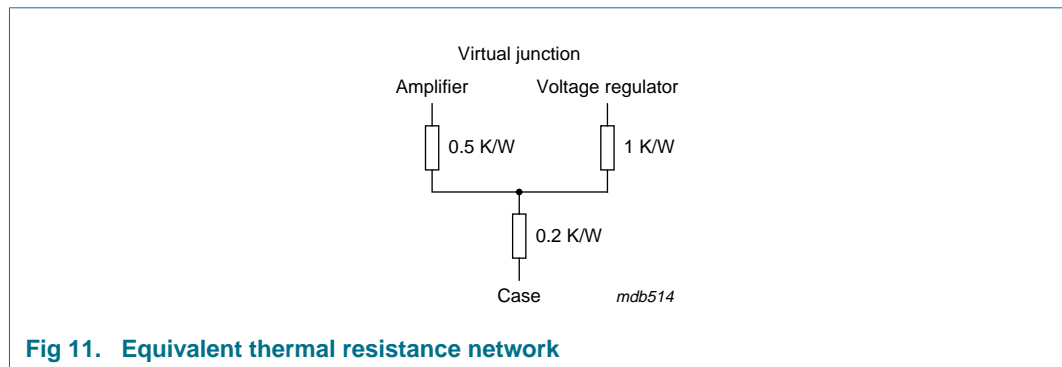 Virtual junction
Amplifier Voltage regulator
0.5 K/W 1 K/W
0.2 K/W
Case mdb514
Fig 11. Equivalent thermal resistance network